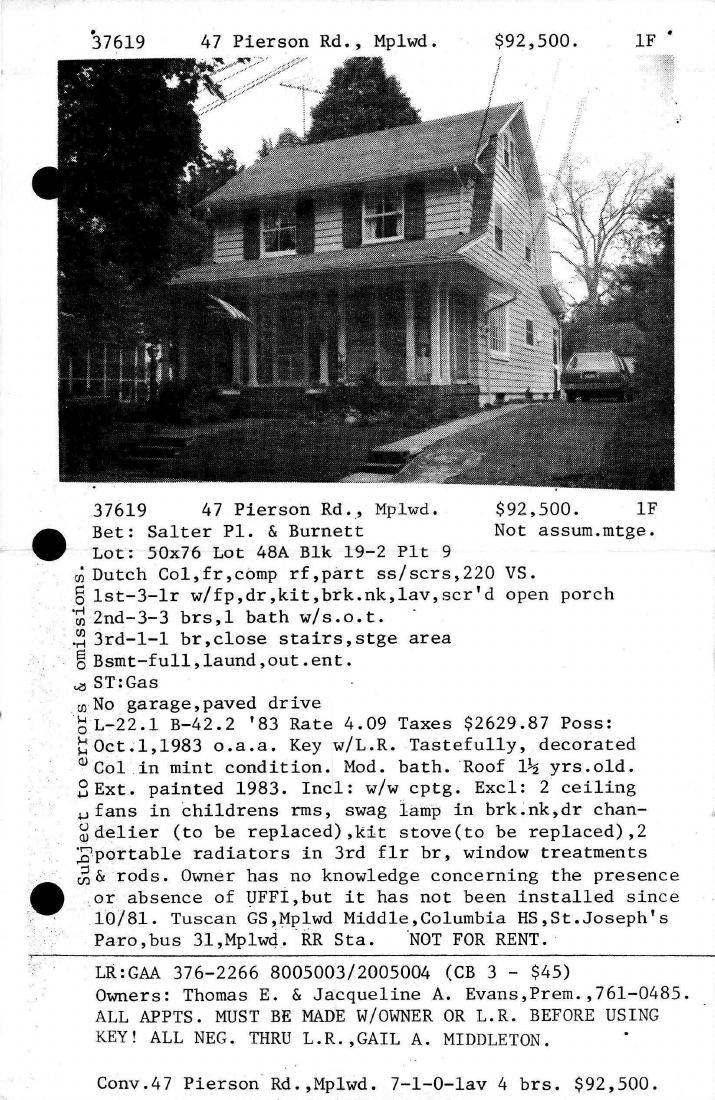 37619 47 Pierson Rd., Mplwd. $92,500. 1F
37619 47 Pierson Rd., Mplwd. $92,500. 1F
Bet: Salter Pl. & Burnett Not assum.mtge.
Lot: 50x76 Lot 48A Blk 19-2 Plt 9
Dutch Col,fr,comp rf,part ss/scrs,220 VS.
1st-3-lr w/fp,dr,kit,brk.nk,lav,scr'd open porch
2nd-3-3 brs,1 bath w/s.o.t.
3rd-1-1 br,close stairs,stge area
Bsmt-full,laund,out.ent.
ST:Gas
No garage,paved drive
L-22.1 B-42.2 '83 Rate 4.09 Taxes $2629.87 Poss:
Oct.1,1983 o.a.a. Key w/L.R. Tastefully, decorated
Col in mint condition. Mod. bath. Roof 1½ yrs.old.
Ext. painted 1983. Incl: w/w cptg. Excl: 2 ceiling
fans in childrens rms, swag lamp in brk.nk,dr chan-
delier (to be replaced),kit stove(to be replaced),2
portable radiators in 3rd flr br, window treatments
& rods. Owner has no knowledge concerning the presence
or absence of UFFI,but it has not been installed since
10/81. Tuscan GS,Mplwd Middle,Columbia HS,St.Joseph's
Paro,bus 31,Mplwd. RR Sta. NOT FOR RENT.
Subject to errors & omissions.
LR:GAA 376-2266 8005003/2005004 (CB 3 - $45)
Owners: Thomas E. & Jacqueline A. Evans,Prem.,761-0485.
ALL APPTS. MUST BE MADE W/OWNER OR L.R. BEFORE USING
KEY! ALL NEG. THRU L.R.,GAIL A. MIDDLETON.
Conv.47 Pierson Rd.,Mplwd. 7-1-0-lav 4 brs. $92,500.